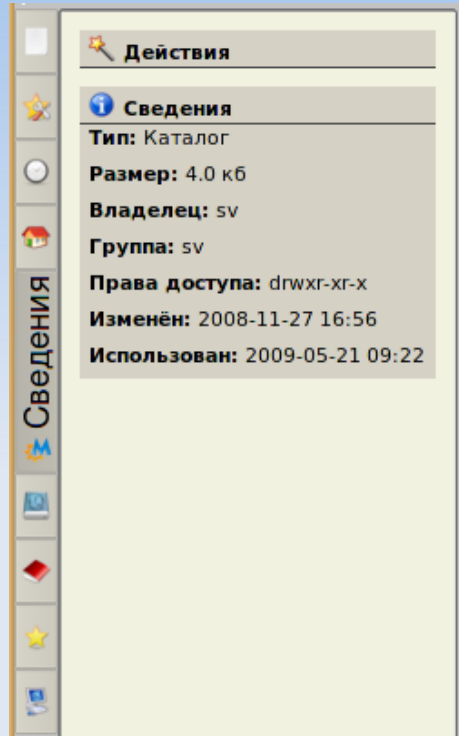 Действия
Сведения
Тип: Каталог
Размер: 4.0 кб
Владелец: sv
Группа: sv
Права доступа: drwxr-xr-x
Изменён: 2008-11-27 16:56
Использован: 2009-05-21 09:22
Сведения